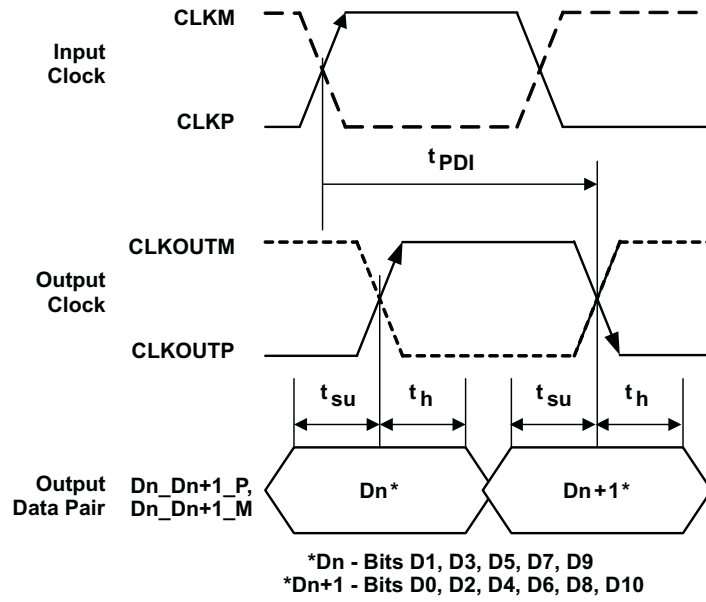 CLKM
Input
Clock
CLKP
tPDI
CLKOUTM
Output
Clock
CLKOUTP
tsu
th
tsu
th
Output
Data Pair
Dn_Dn+1_P,
Dn_Dn+1_M
Dn*
Dn+1*
*Dn - Bits D1, D3, D5, D7, D9
*Dn+1 - Bits D0, D2, D4, D6, D8, D10